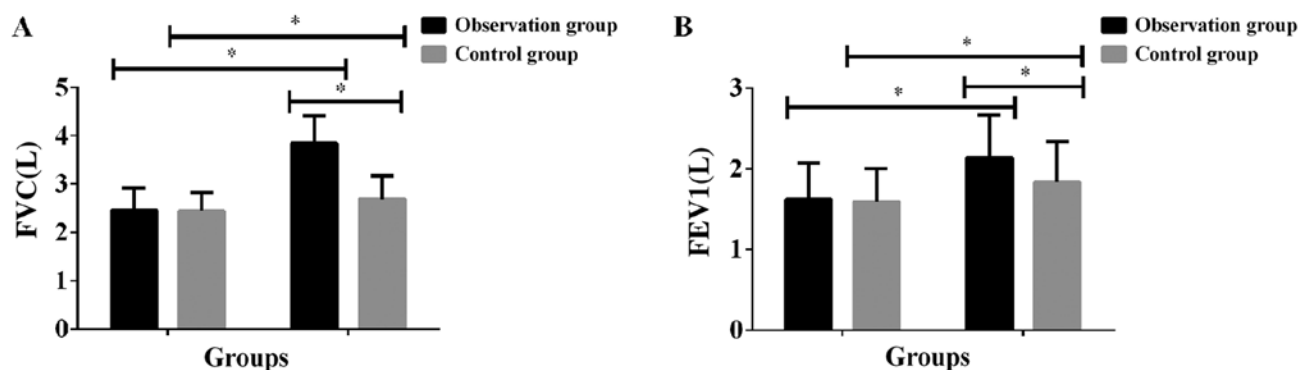 A
Observation group
Control group
*
*
*
FVC(L)
5
4
3
2
1
0
Groups
B
Observation group
Control group
*
*
*
FEV1(L)
3
2
1
0
Groups